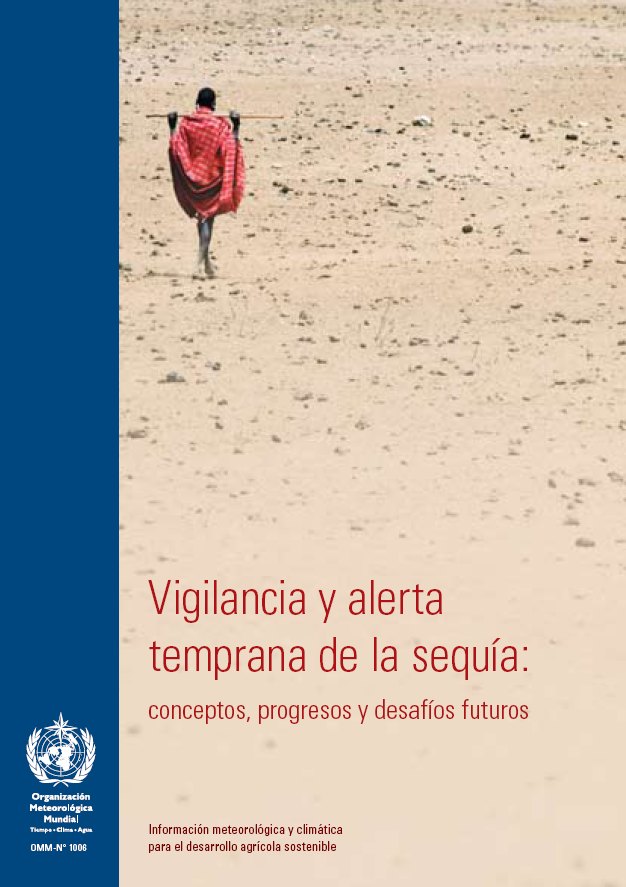 Vigilancia y alerta
temprana de la sequía:
conceptos, progresos y desafíos futuros
Organización
Meteorológica
Mundial
Tiempo • Clima • Agua
OMM-Nº 1006
Información meteorológica y climática
para el desarrollo agrícola sostenible